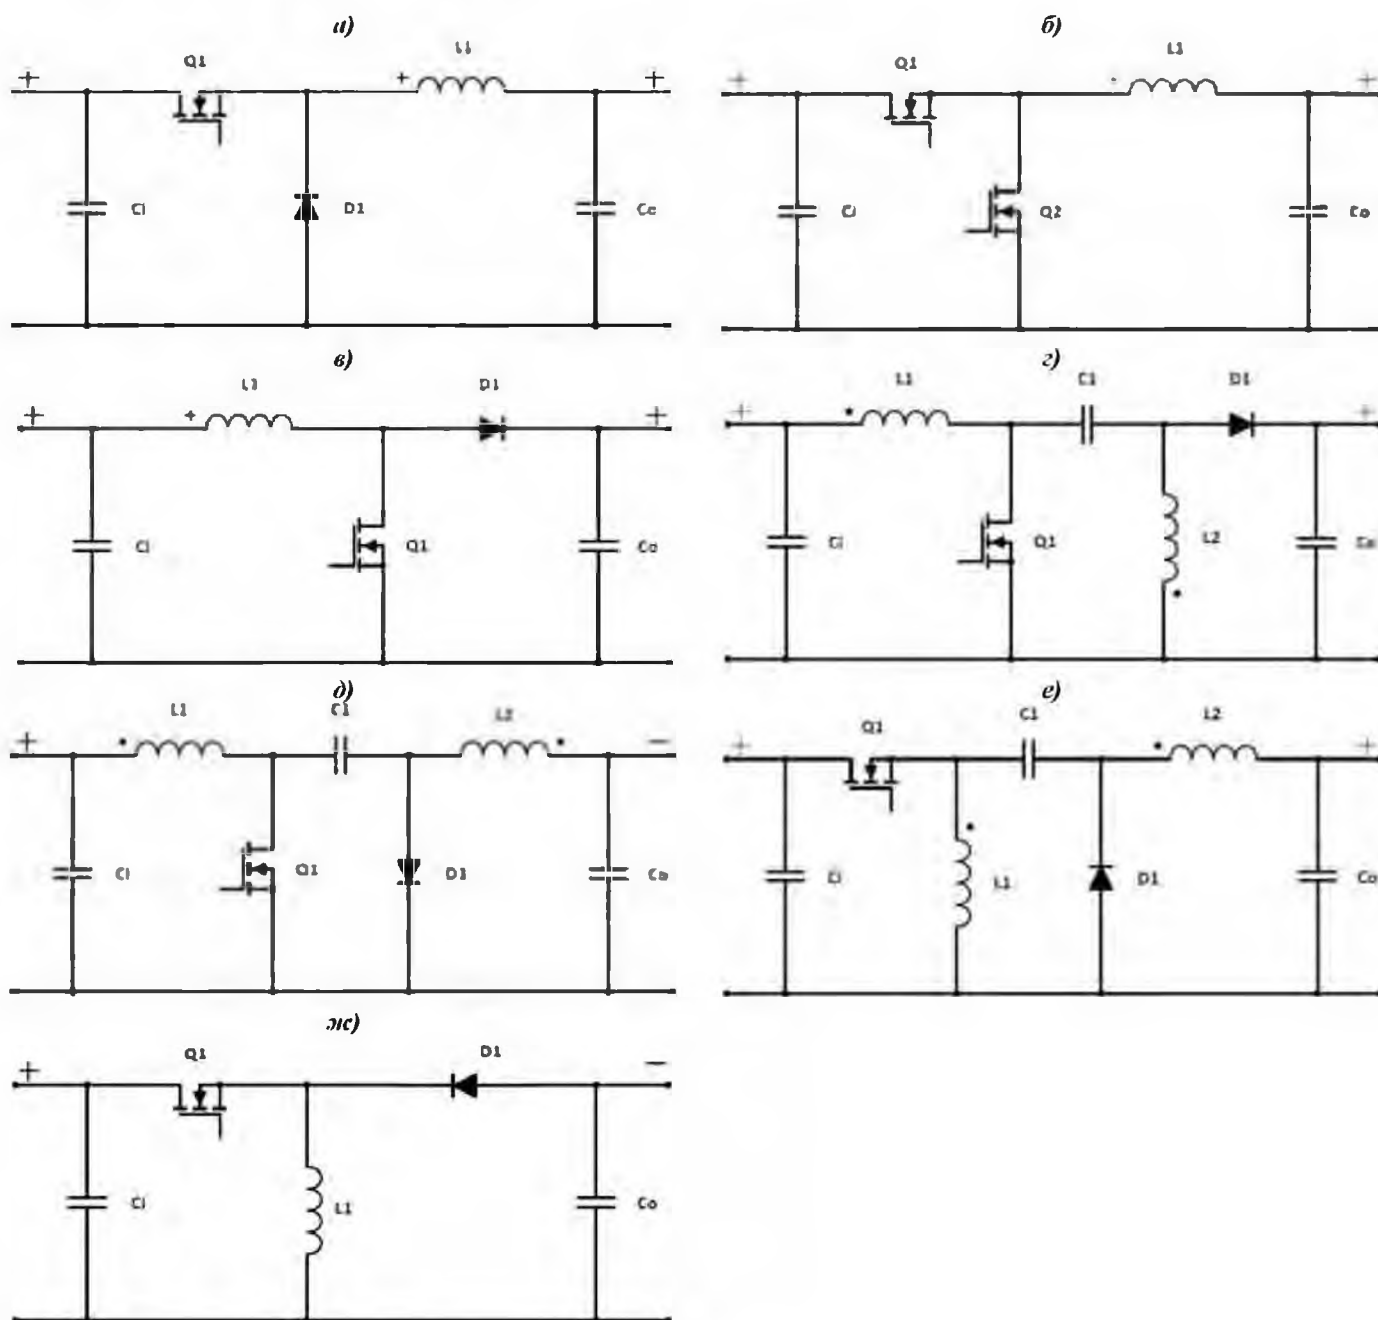 а) б)
Q1 L1 Q1 L1
+ + + + +
Ci D1 Co Ci Q2 Co
в) г)
L1 D1 L1 C1 D1
+ + + + +
Ci Q1 Co Ci Q1 L2 Co
д) е)
L1 C1 L2 Q1 C1 L2
+ − + +
Ci Q1 D1 Co Ci L1 D1 Co
ж)
Q1 D1
+ −
Ci L1 Co